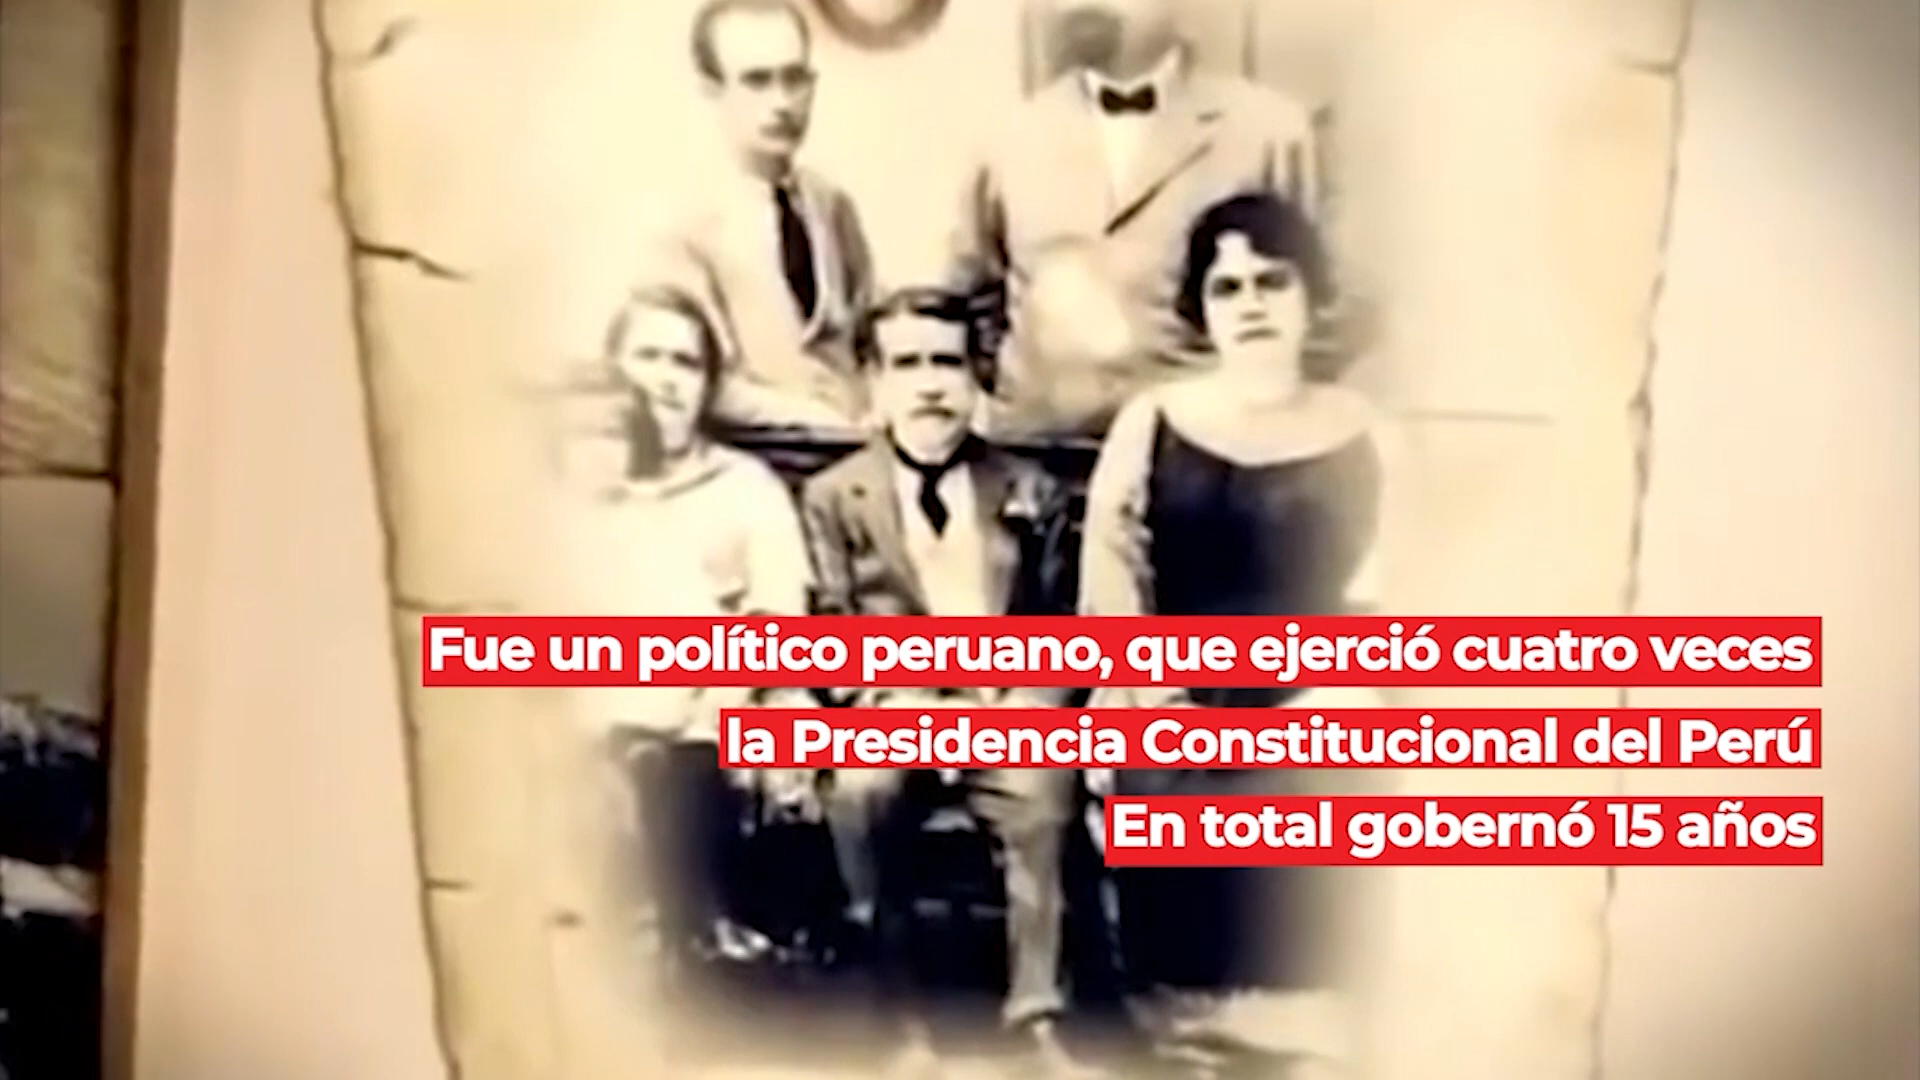 Fue un político peruano, que ejerció cuatro veces
la Presidencia Constitucional del Perú
En total gobernó 15 años